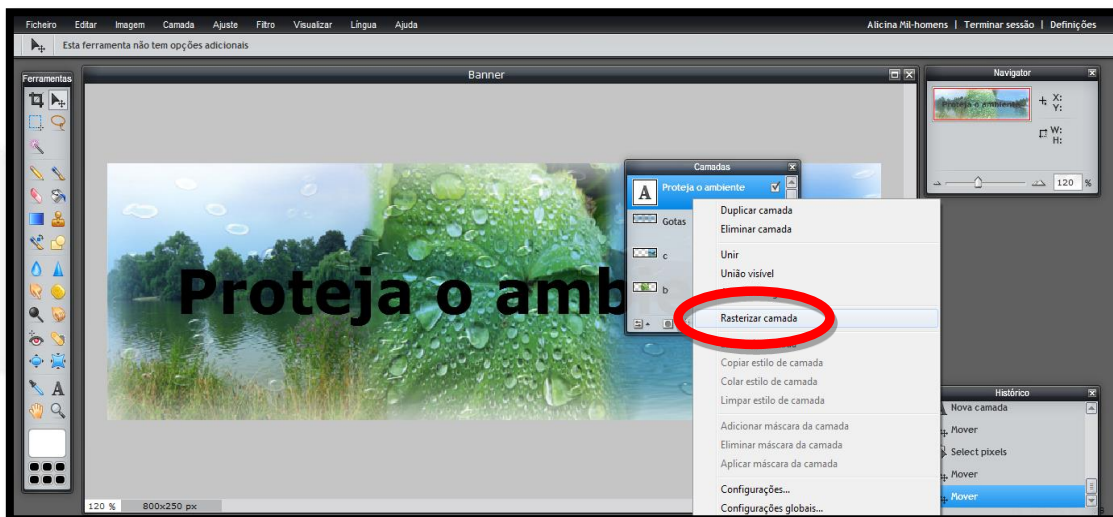 Ficheiro Editar Imagem Camada Ajuste Filtro Visualizar Língua Ajuda Alicina Mil-homens | Terminar sessão | Definições
Esta ferramenta não tem opções adicionais
Ferramentas
Banner
Navigator
Proteja o ambiente
X:
Y:
W:
H:
120 %
Camadas
A Proteja o ambiente
Gotas
c
b
Proteja o amb
Duplicar camada
Eliminar camada
Unir
União visível
Rasterizar camada
Copiar estilo de camada
Colar estilo de camada
Limpar estilo de camada
Adicionar máscara da camada
Eliminar máscara da camada
Aplicar máscara da camada
Configurações...
Configurações globais...
Histórico
Nova camada
Mover
Select pixels
Mover
Mover
A
120 % 800x250 px